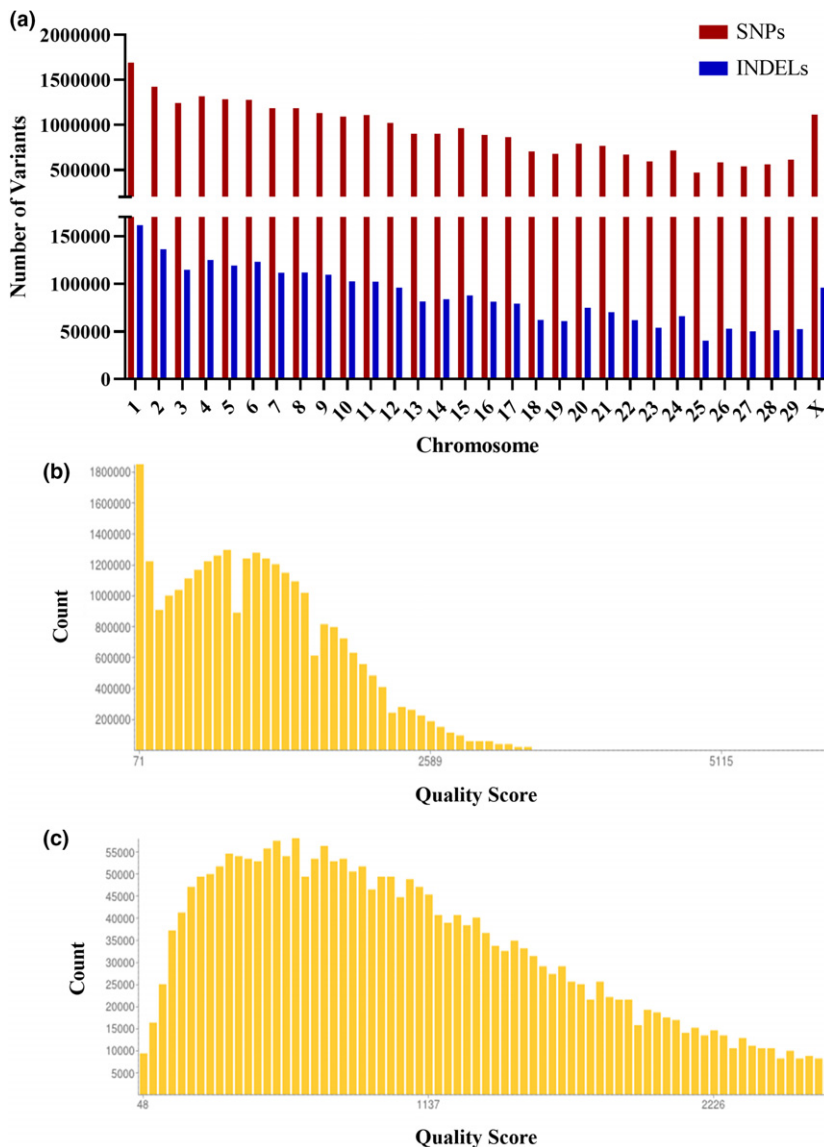 (a)
SNPs
INDELs
Number of Variants
2000000
1500000
1000000
500000
150000
100000
50000
0
1 2 3 4 5 6 7 8 9 10 11 12 13 14 15 16 17 18 19 20 21 22 23 24 25 26 27 28 29 X
Chromosome
(b)
Count
1800000
1600000
1400000
1200000
1000000
800000
600000
400000
200000
71 2589 5115
Quality Score
(c)
Count
55000
50000
45000
40000
35000
30000
25000
20000
15000
10000
5000
48 1137 2226
Quality Score